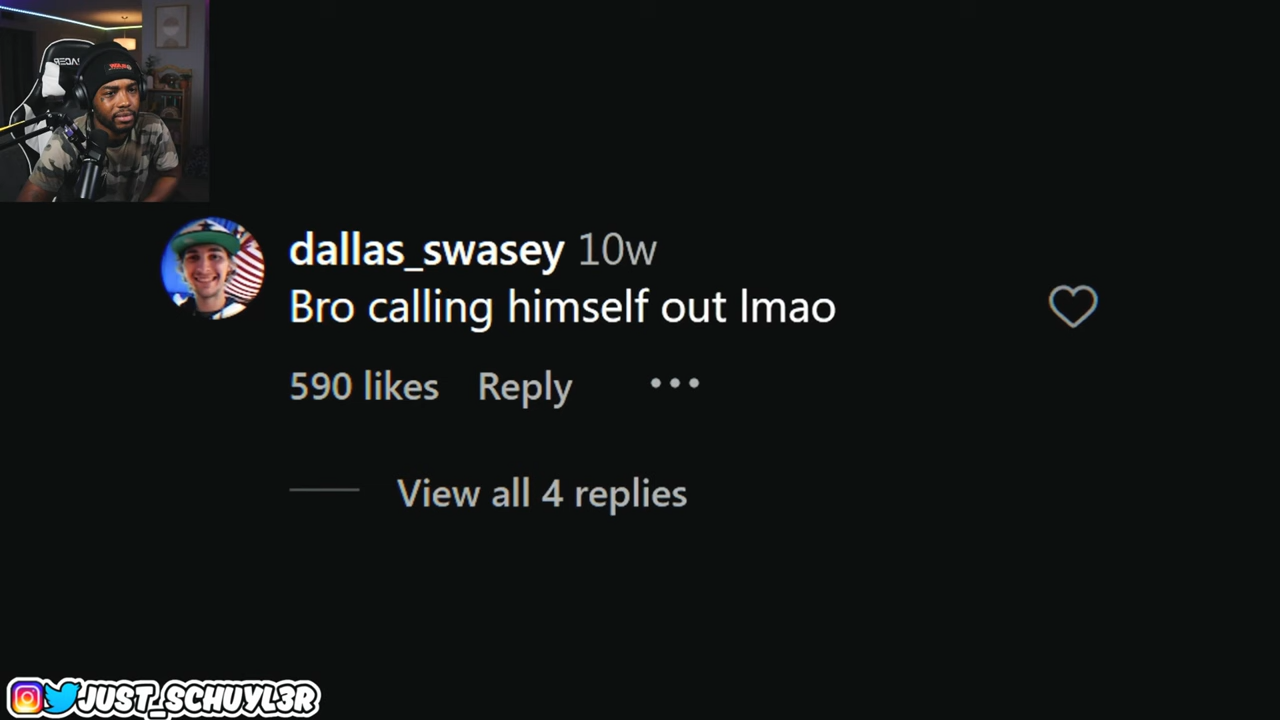 dallas_swasey 10w
Bro calling himself out lmao
590 likes Reply
View all 4 replies
JUST_SCHUYL3R